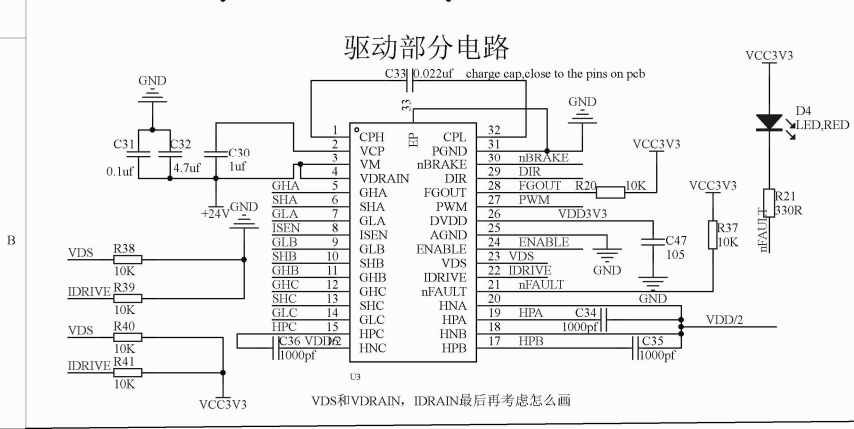 驱动部分电路
C33 0.022uf charge cap,close to the pins on pcb
VCC3V3
GND
33
EP
GND
D4
LED,RED
C31
0.1uf
C32
4.7uf
C30
1uf
+24V
GND
1 CPH CPL 32
2 VCP PGND 31
3 VM nBRAKE 30 nBRAKE
4 VDRAIN DIR 29 DIR
GHA 5 GHA FGOUT 28 FGOUT R20 10K VCC3V3
SHA 6 SHA PWM 27 PWM
GLA 7 GLA DVDD 26 VDD3V3
ISEN 8 ISEN AGND 25
GLB 9 GLB ENABLE 24 ENABLE
SHB 10 SHB VDS 23 VDS
GHB 11 GHB IDRIVE 22 IDRIVE
GHC 12 GHC nFAULT 21 nFAULT
SHC 13 SHC HNA 20
GLC 14 GLC HPA 19 HPA C34
1000pf
HPC 15 HPC HNB 18
C36 VDD/2 16 HNC HPB 17 HPB C35
1000pf
1000pf
GND
C47
105
GND
VCC3V3
R37
10K
R21
330R
nFAULT
VDD/2
B
VDS R38
10K
IDRIVE R39
10K
VDS R40
10K
IDRIVE R41
10K
VCC3V3
U3
VDS和VDRAIN，IDRAIN最后再考虑怎么画